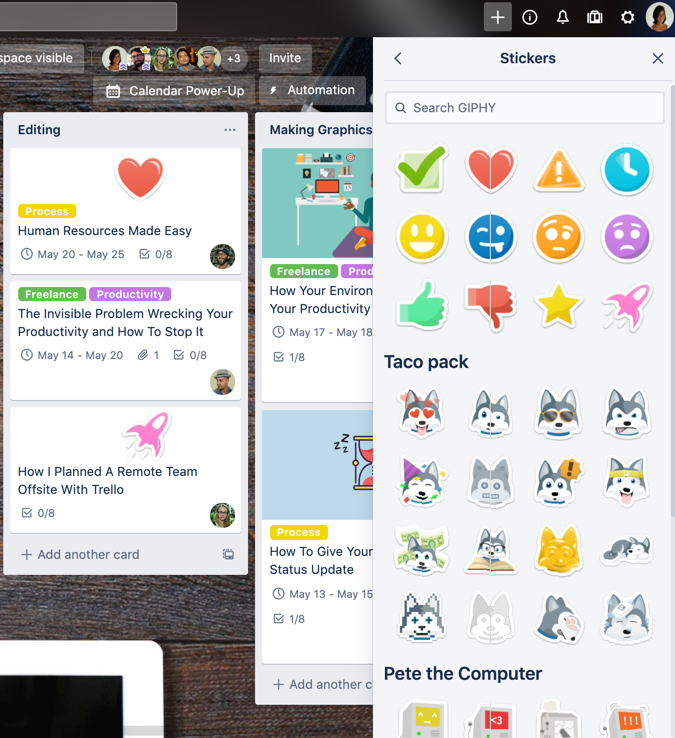 space visible
+3
Invite
Calendar Power-Up
Automation
Editing
Process
Human Resources Made Easy
May 20 - May 25
0/8
Freelance
Productivity
The Invisible Problem Wrecking Your
Productivity and How To Stop It
May 14 - May 20
1
0/8
How I Planned A Remote Team
Offsite With Trello
0/8
+ Add another card
Making Graphics
Freelance
Prod
How Your Environ
Your Productivity
May 17 - May 18
1/8
zzz
zzz
Process
How To Give Your
Status Update
May 13 - May 15
1/8
+ Add another c
Stickers
Search GIPHY
Taco pack
Pete the Computer
^_^
<3
!!!